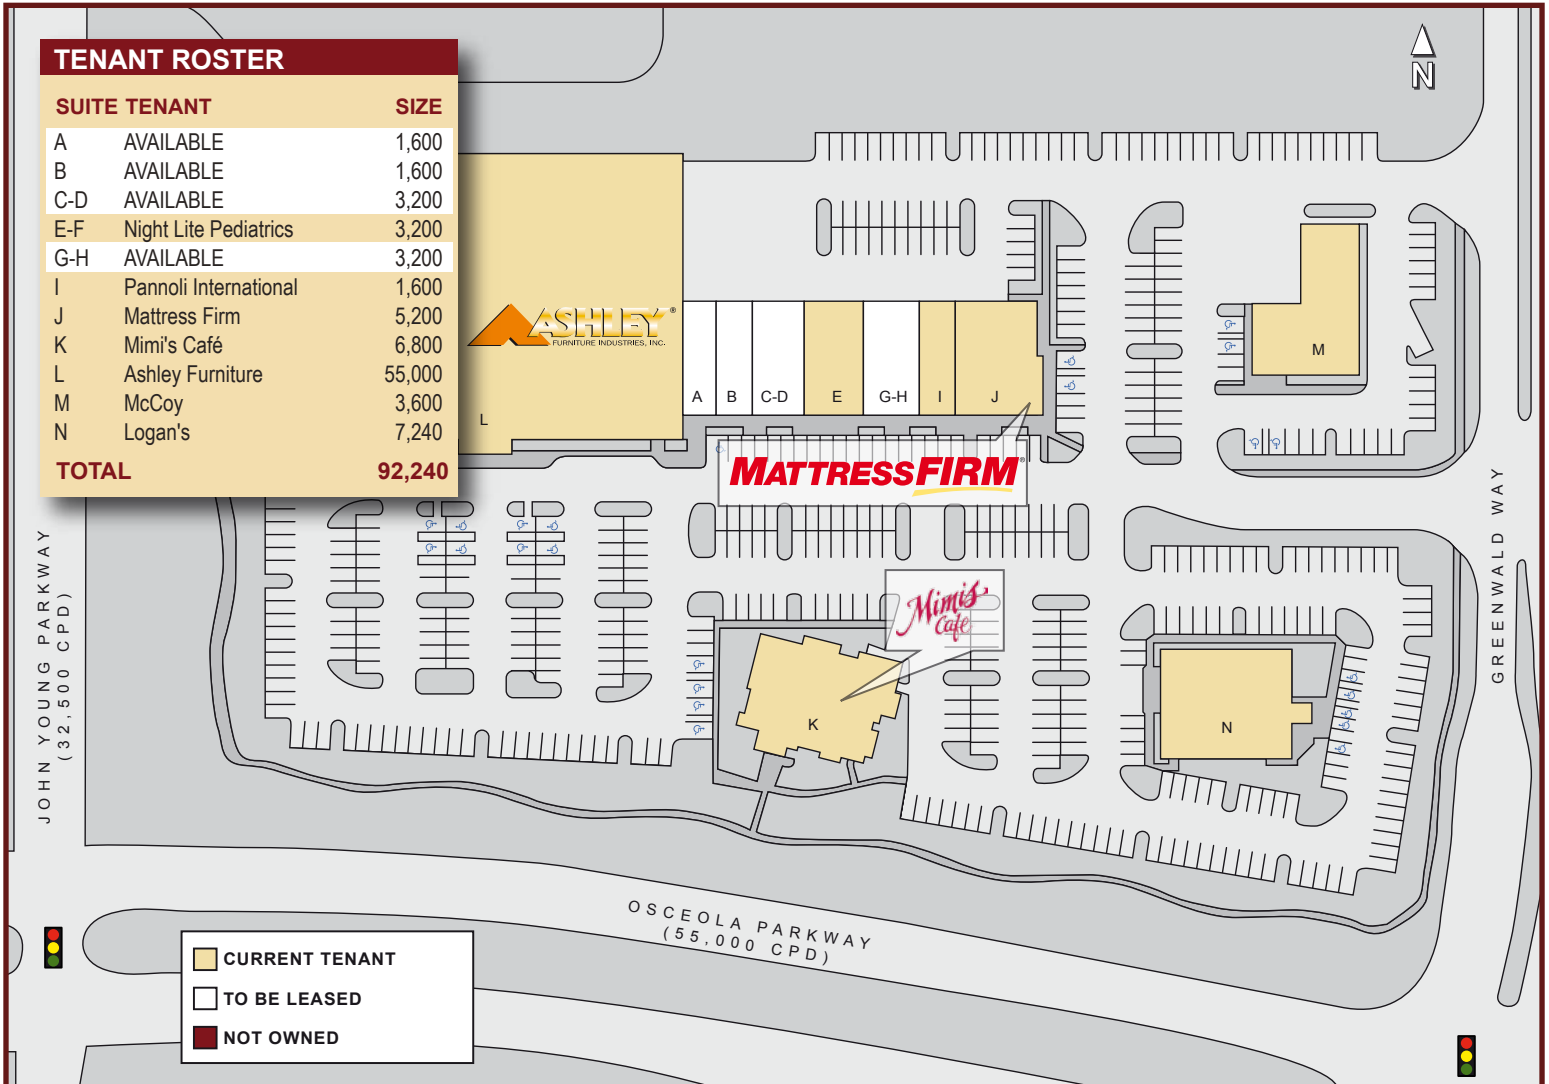 TENANT ROSTER
SUITE TENANT SIZE
A AVAILABLE 1,600
B AVAILABLE 1,600
C-D AVAILABLE 3,200
E-F Night Lite Pediatrics 3,200
G-H AVAILABLE 3,200
I Pannoli International 1,600
J Mattress Firm 5,200
K Mimi's Café 6,800
L Ashley Furniture 55,000
M McCoy 3,600
N Logan's 7,240
TOTAL 92,240
N
ASHLEY®
FURNITURE INDUSTRIES, INC.
L
A
B
C-D
E
G-H
I
J
M
MATTRESSFIRM®
Mimi's
Cafe
K
N
JOHN YOUNG PARKWAY
(32,500 CPD)
GREENWALD WAY
OSCEOLA PARKWAY
(55,000 CPD)
CURRENT TENANT
TO BE LEASED
NOT OWNED